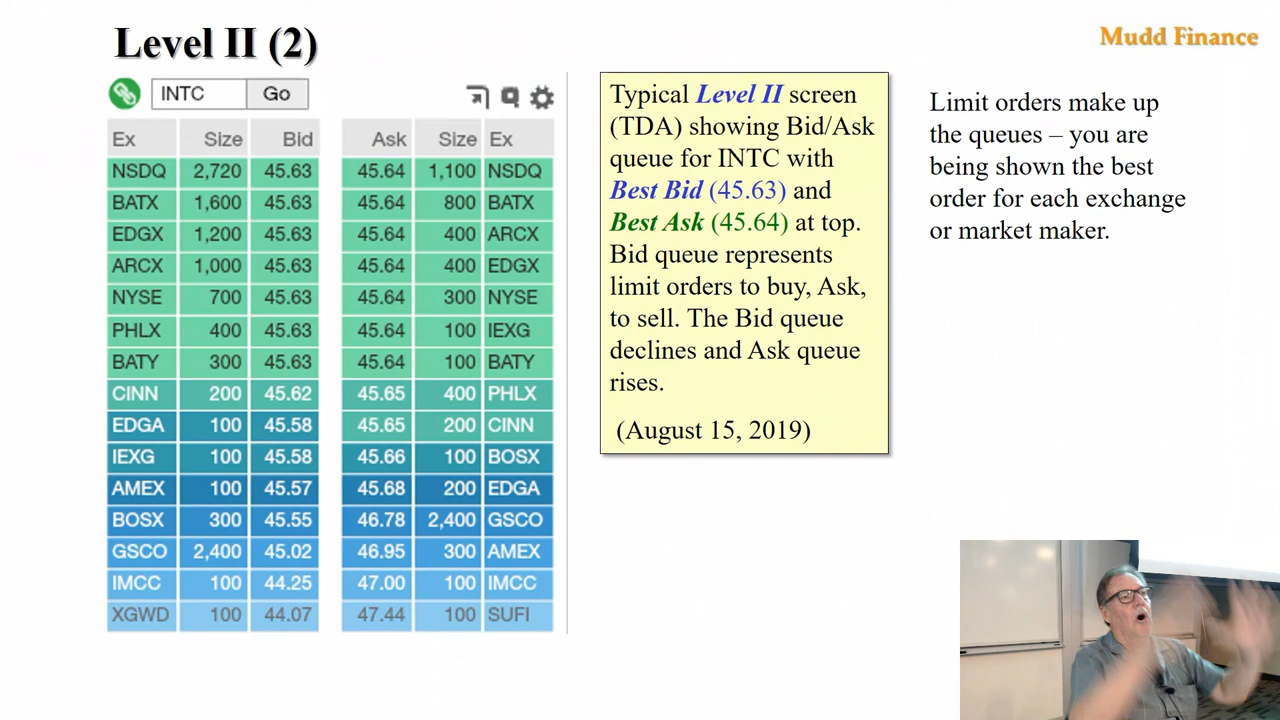 Level II (2)
Mudd Finance
INTC Go
Ex Size Bid Ask Size Ex
NSDQ 2,720 45.63 45.64 1,100 NSDQ
BATX 1,600 45.63 45.64 800 BATX
EDGX 1,200 45.63 45.64 400 ARCX
ARCX 1,000 45.63 45.64 400 EDGX
NYSE 700 45.63 45.64 300 NYSE
PHLX 400 45.63 45.64 100 IEXG
BATY 300 45.63 45.64 100 BATY
CINN 200 45.62 45.65 400 PHLX
EDGA 100 45.58 45.65 200 CINN
IEXG 100 45.58 45.66 100 BOSX
AMEX 100 45.57 45.68 200 EDGA
BOSX 300 45.55 46.78 2,400 GSCO
GSCO 2,400 45.02 46.95 300 AMEX
IMCC 100 44.25 47.00 100 IMCC
XGWD 100 44.07 47.44 100 SUFI
Typical Level II screen
(TDA) showing Bid/Ask
queue for INTC with
Best Bid (45.63) and
Best Ask (45.64) at top.
Bid queue represents
limit orders to buy, Ask,
to sell. The Bid queue
declines and Ask queue
rises.
(August 15, 2019)
Limit orders make up
the queues – you are
being shown the best
order for each exchange
or market maker.